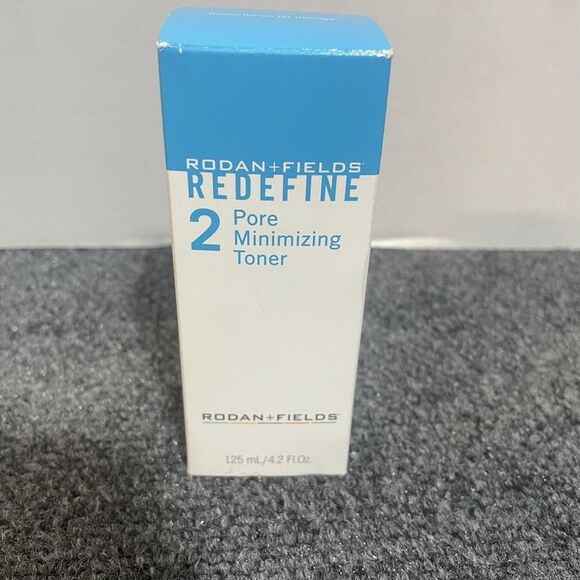 RODAN+FIELDS®
REDEFINE
2 Pore
Minimizing
Toner
RODAN+FIELDS®
125 mL/4.2 Fl.Oz.